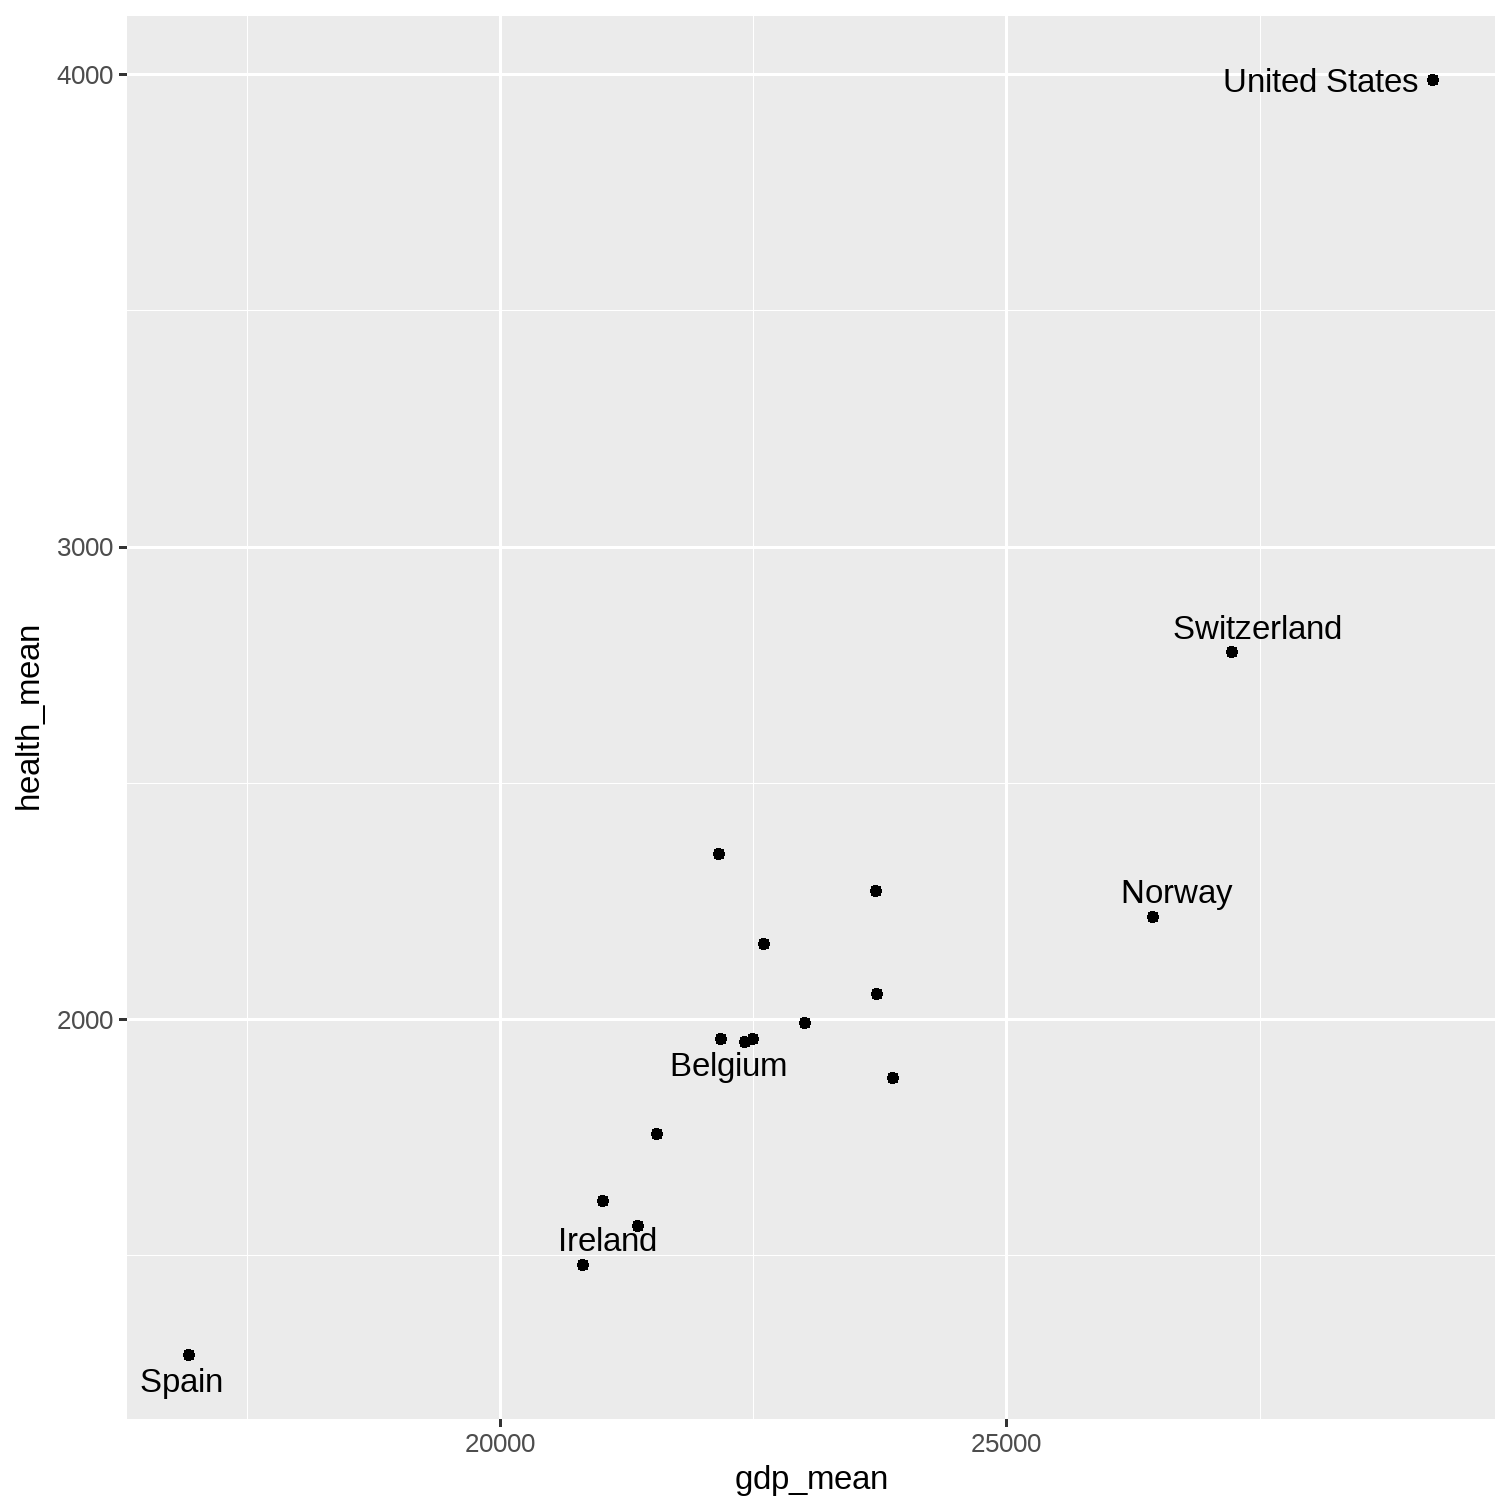 4000
United States
3000
Switzerland
Norway
2000
Belgium
Ireland
Spain
20000
25000
gdp_mean
health_mean